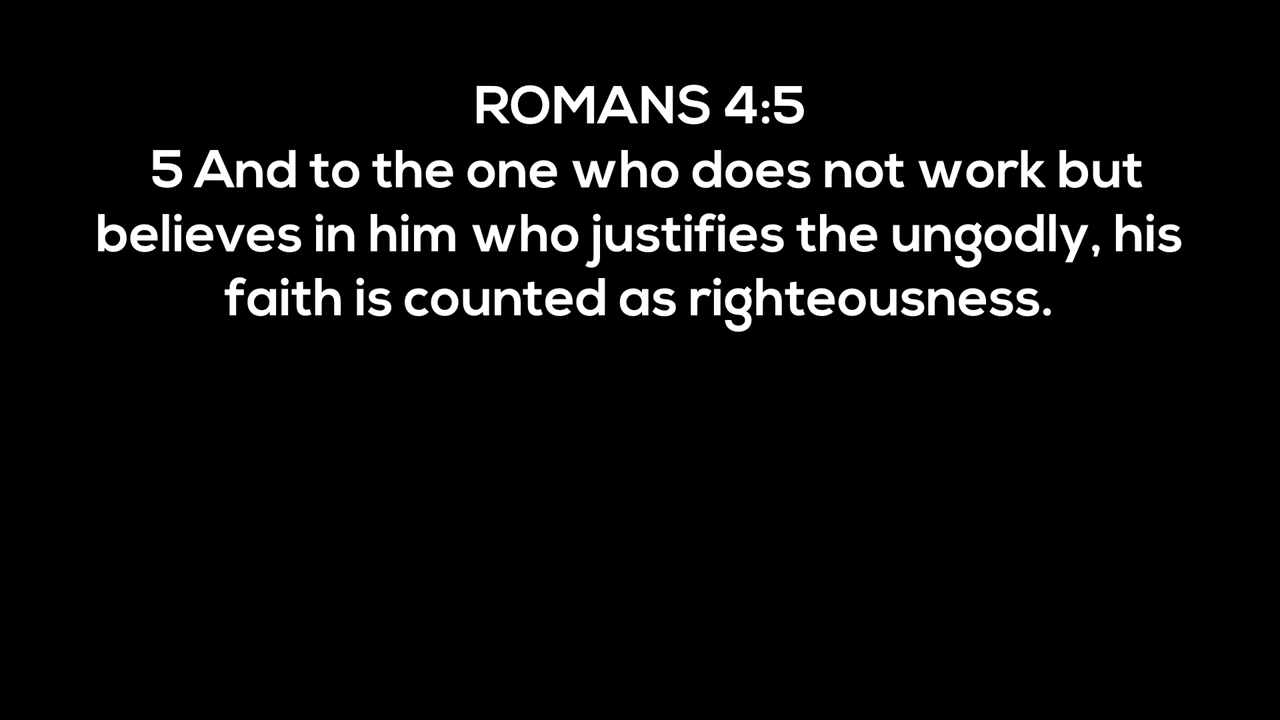 ROMANS 4:5
5 And to the one who does not work but
believes in him who justifies the ungodly, his
faith is counted as righteousness.